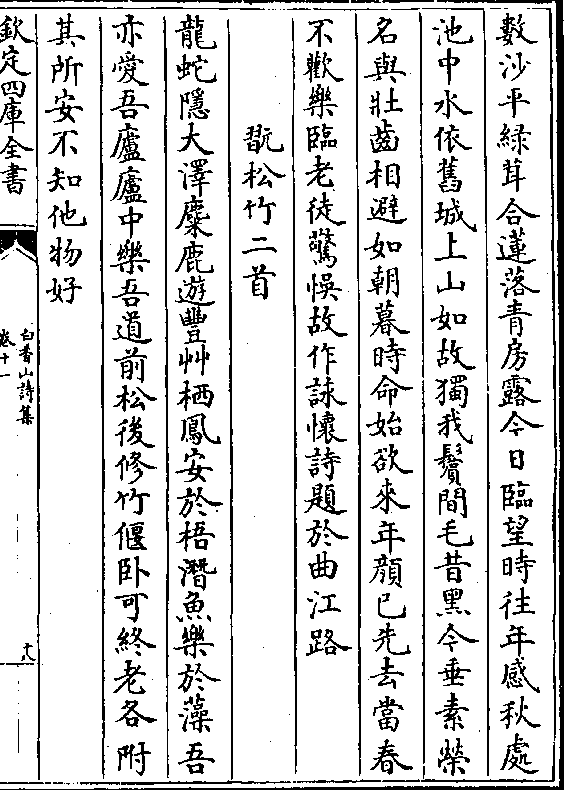 數沙平綠茸合蓮落青房露今日臨望時往年感秋處
池中水依舊城上山如故獨我鬢間毛昔黑今垂素榮
名與壯齒相避如朝暮時命始欲來年顏已先去當春
不歡樂臨老徒驚悞故作詠懷詩題於曲江路
翫松竹二首
龍蛇隱大澤麋鹿遊豐艸栖鳳安於梧潛魚樂於藻吾
亦愛吾廬廬中樂吾道前松後修竹偃卧可終老各附
其所安不知他物好
欽定四庫全書
白香山詩集
卷十一
十八